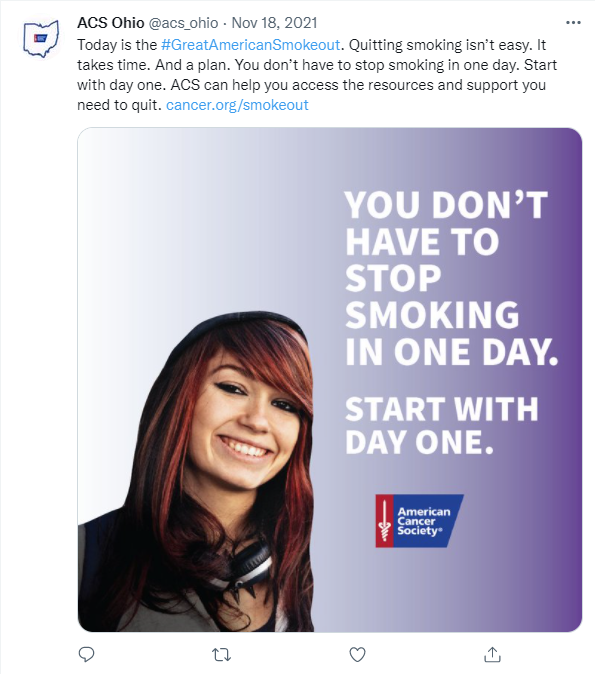 ACS Ohio @acs_ohio · Nov 18, 2021
Today is the #GreatAmericanSmokeout. Quitting smoking isn't easy. It
takes time. And a plan. You don't have to stop smoking in one day. Start
with day one. ACS can help you access the resources and support you
need to quit. cancer.org/smokeout
YOU DON'T
HAVE TO
STOP
SMOKING
IN ONE DAY.
START WITH
DAY ONE.
American
Cancer
Society®